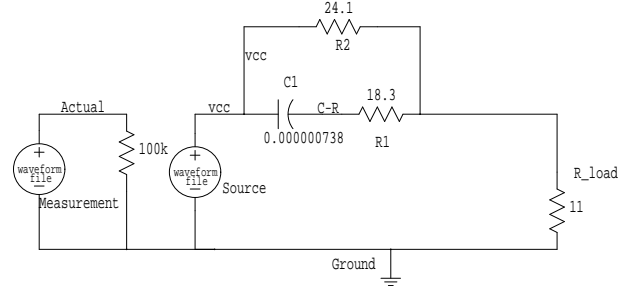 24.1
R2
vcc
C1
Actual
vcc
C-R
18.3
0.000000738
R1
100k
+
waveform
file
Measurement
+
waveform
file
Source
R_load
11
Ground